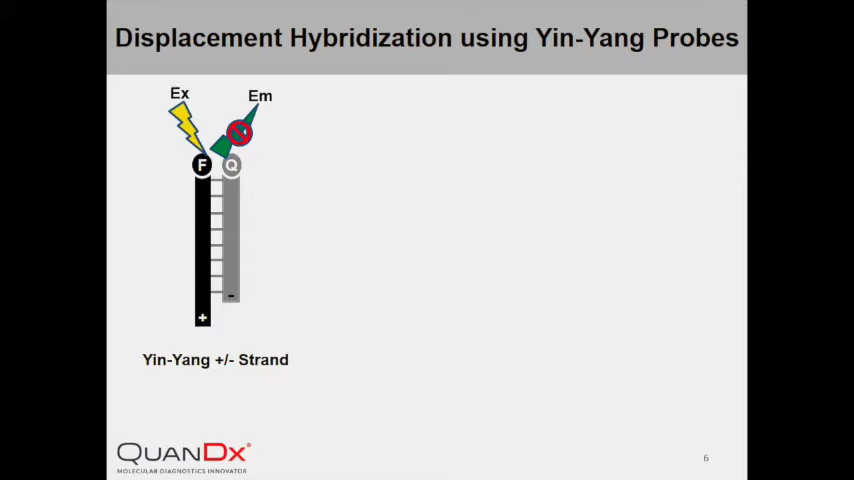 Displacement Hybridization using Yin-Yang Probes
Ex
Em
F
Q
-
+
Yin-Yang +/- Strand
QUANDX®
MOLECULAR DIAGNOSTICS INNOVATOR
6